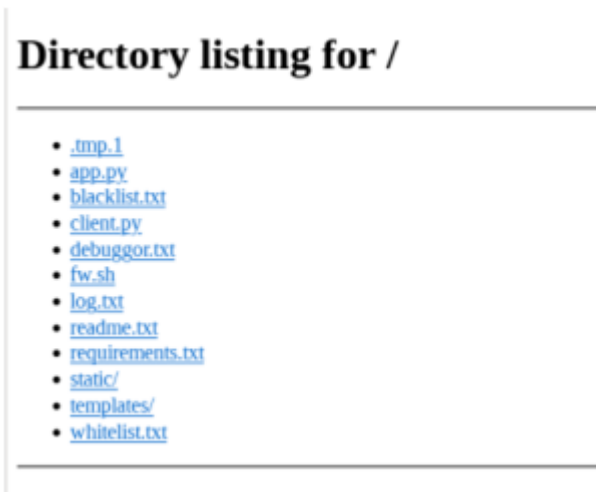 Directory listing for /
.tmp.1
app.py
blacklist.txt
client.py
debuggor.txt
fw.sh
log.txt
readme.txt
requirements.txt
static/
templates/
whitelist.txt